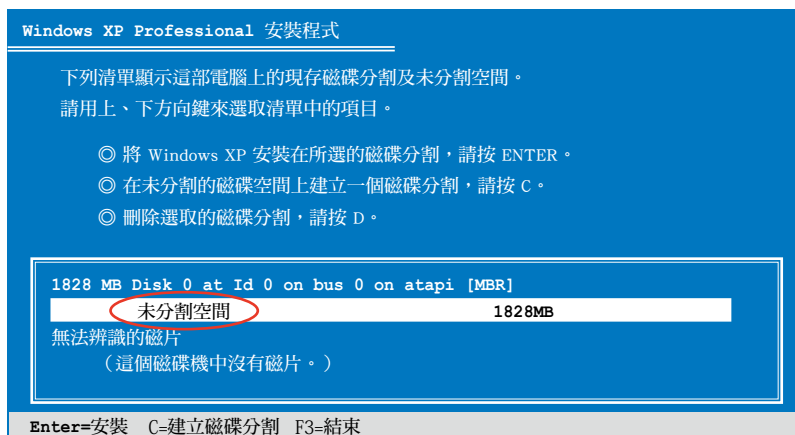 Windows XP Professional 安裝程式
下列清單顯示這部電腦上的現存磁碟分割及未分割空間。
請用上、下方向鍵來選取清單中的項目。
◎ 將 Windows XP 安裝在所選的磁碟分割，請按 ENTER。
◎ 在未分割的磁碟空間上建立一個磁碟分割，請按 C。
◎ 刪除選取的磁碟分割，請按 D。
1828 MB Disk 0 at Id 0 on bus 0 on atapi [MBR]
未分割空間 1828MB
無法辨識的磁片
（這個磁碟機中沒有磁片。）
Enter=安裝 C=建立磁碟分割 F3=結束